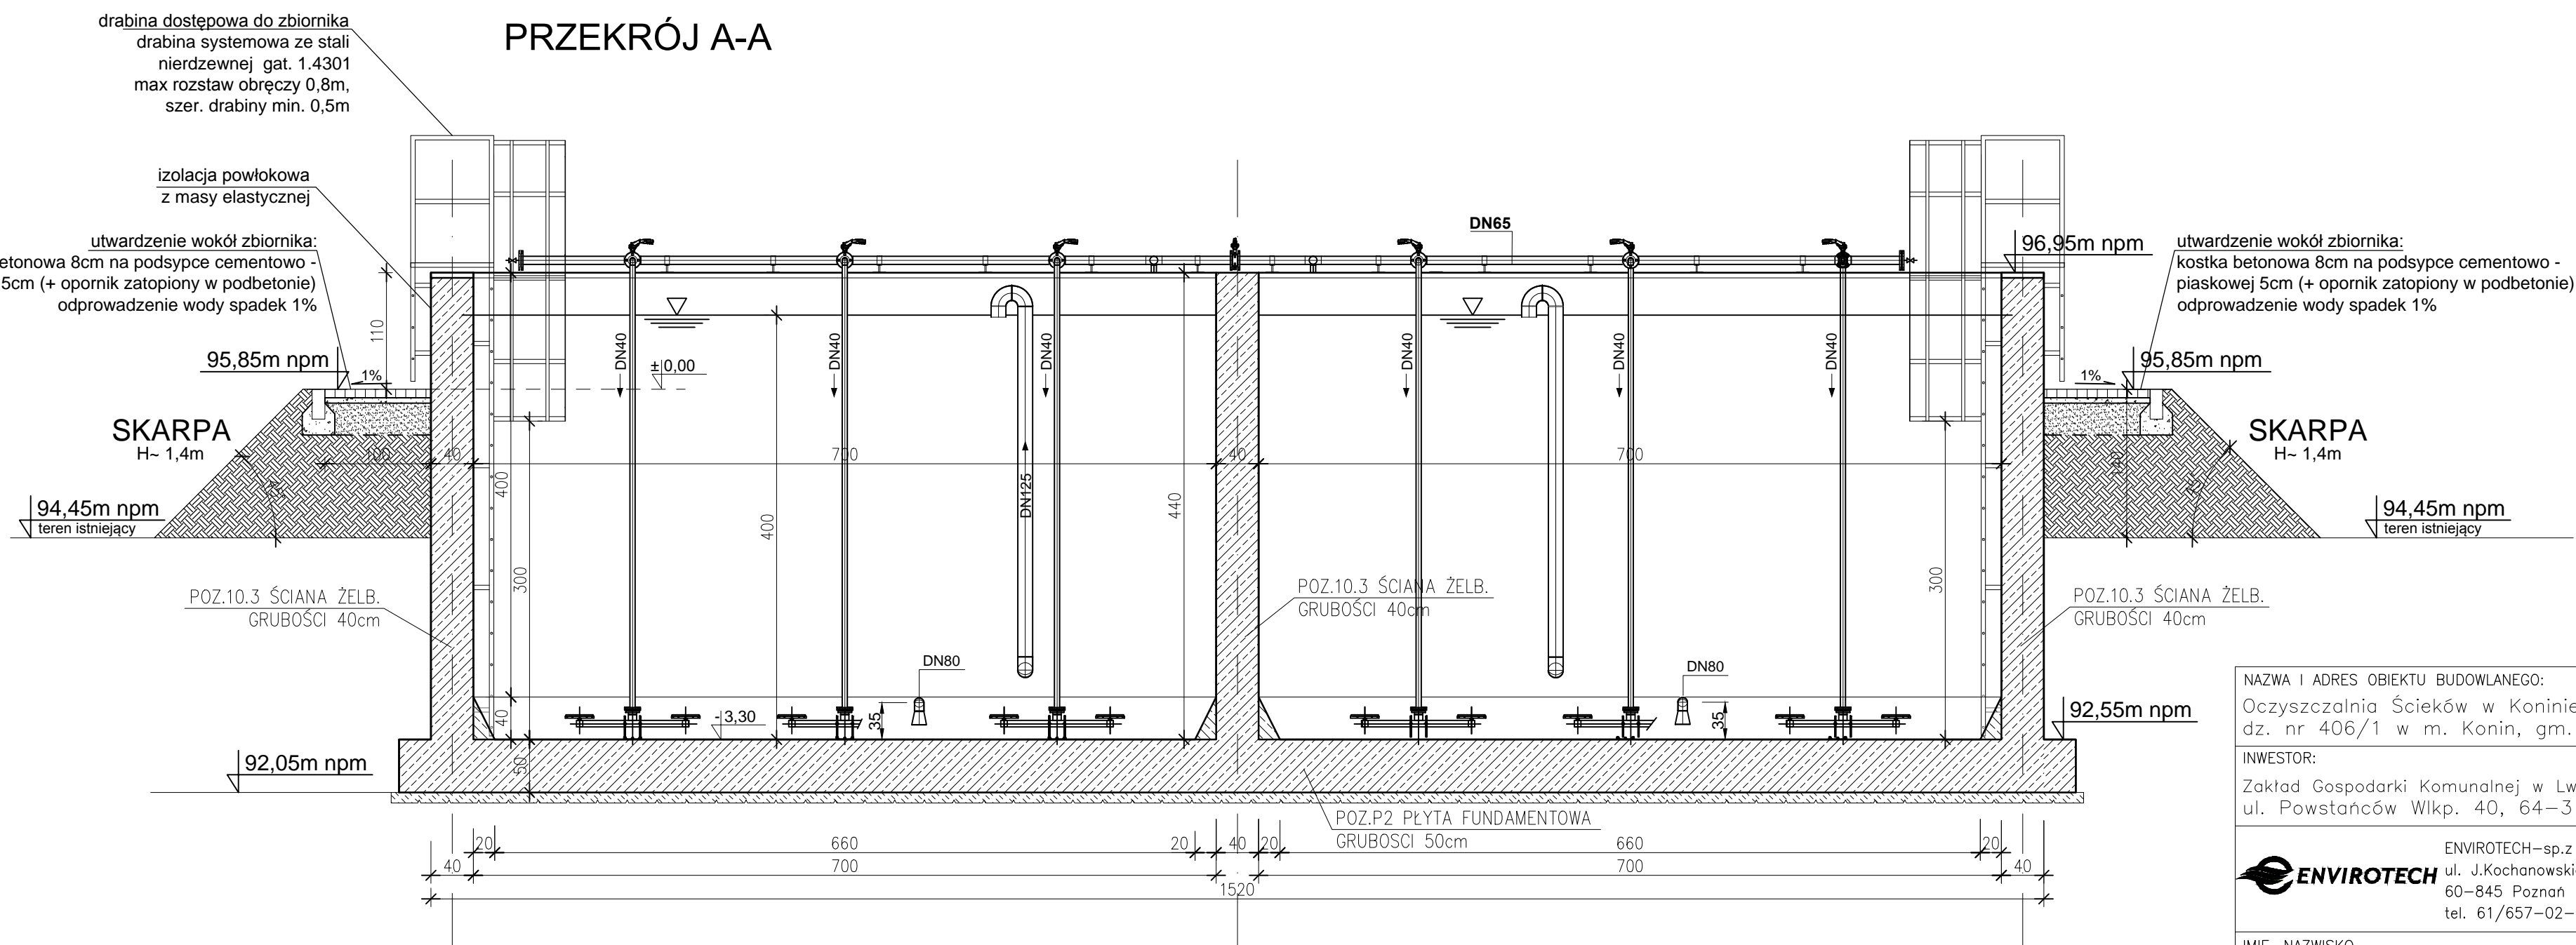 PRZEKRÓJ A-A
drabina dostępowa do zbiornika
drabina systemowa ze stali
nierdzewnej gat. 1.4301
max rozstaw obręczy 0,8m,
szer. drabiny min. 0,5m
izolacja powłokowa
z masy elastycznej
utwardzenie wokół zbiornika:
etonowa 8cm na podsypce cementowo -
5cm (+ opornik zatopiony w podbetonie)
odprowadzenie wody spadek 1%
110
95,85m npm
1%
± 0,00
SKARPA
H~ 1,4m
45°
94,45m npm
teren istniejący
100
40
700
40
700
DN65
DN40
DN40
DN40
DN40
DN40
DN40
DN125
400
300
400
440
300
40
50
96,95m npm
utwardzenie wokół zbiornika:
kostka betonowa 8cm na podsypce cementowo -
piaskowej 5cm (+ opornik zatopiony w podbetonie)
odprowadzenie wody spadek 1%
95,85m npm
1%
SKARPA
H~ 1,4m
140
45°
94,45m npm
teren istniejący
POZ.10.3 ŚCIANA ŻELB.
GRUBOŚCI 40cm
POZ.10.3 ŚCIANA ŻELB.
GRUBOŚCI 40cm
POZ.10.3 ŚCIANA ŻELB.
GRUBOŚCI 40cm
DN80
35
DN80
35
- 3,30
92,55m npm
92,05m npm
POZ.P2 PŁYTA FUNDAMENTOWA
GRUBOSCI 50cm
20 660 20 40 20 660 20
40 700 700 40
1520
NAZWA I ADRES OBIEKTU BUDOWLANEGO:
Oczyszczalnia Ścieków w Koninie
dz. nr 406/1 w m. Konin, gm.
INWESTOR:
Zakład Gospodarki Komunalnej w Lw
ul. Powstańców Wlkp. 40, 64-3
ENVIROTECH
ENVIROTECH-sp.z
ul. J.Kochanowski
60-845 Poznań
tel. 61/657-02-